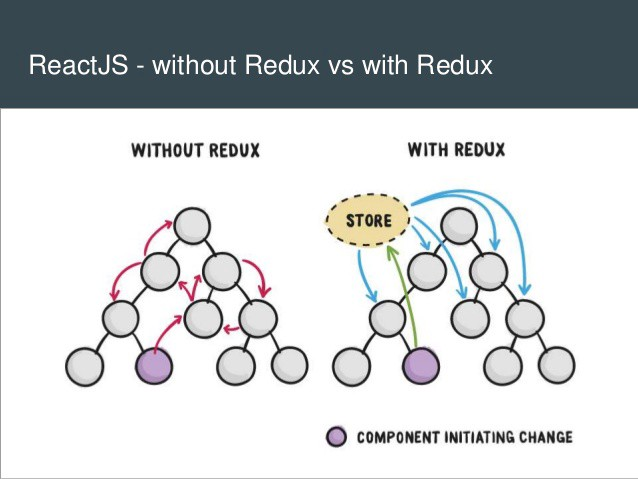 ReactJS - without Redux vs with Redux
WITHOUT REDUX
WITH REDUX
STORE
COMPONENT INITIATING CHANGE